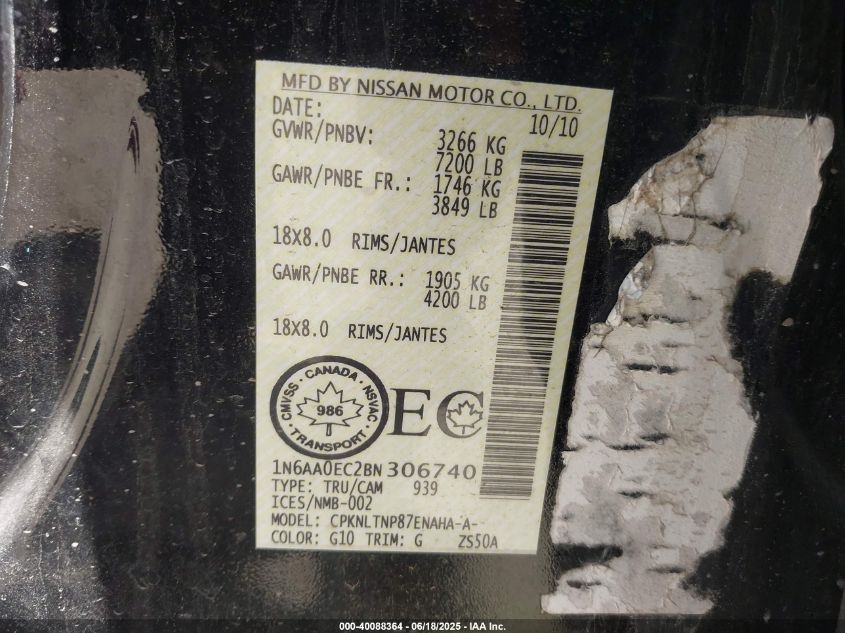 MFD BY NISSAN MOTOR CO., LTD.
DATE: 10/10
GVWR/PNBV: 3266 KG
7200 LB
GAWR/PNBE FR.: 1746 KG
3849 LB
18X8.0 RIMS/JANTES
GAWR/PNBE RR.: 1905 KG
4200 LB
18X8.0 RIMS/JANTES
CANADA
CMVSS · NSVAC
986
TRANSPORT
EC
1N6AA0EC2BN306740
TYPE: TRU/CAM 939
ICES/NMB-002
MODEL: CPKNLTNP87ENAHA-A-
COLOR: G10 TRIM: G ZS50A
000-40088364 - 06/18/2025 - IAA Inc.